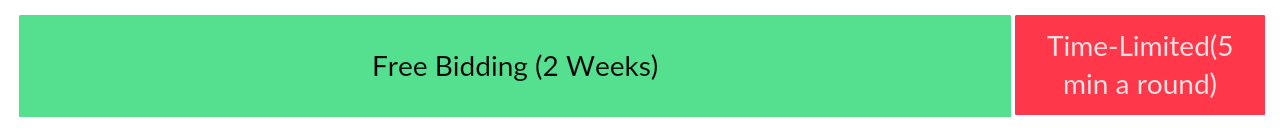 Free Bidding (2 Weeks)
Time-Limited(5
min a round)